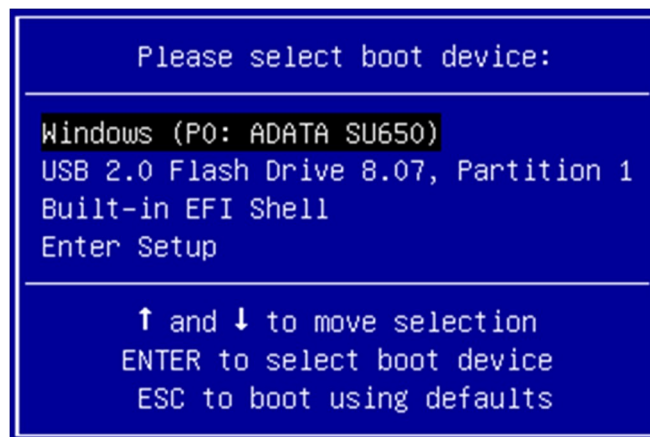 Please select boot device:
Windows (P0: ADATA SU650)
USB 2.0 Flash Drive 8.07, Partition 1
Built-in EFI Shell
Enter Setup
↑ and ↓ to move selection
ENTER to select boot device
ESC to boot using defaults